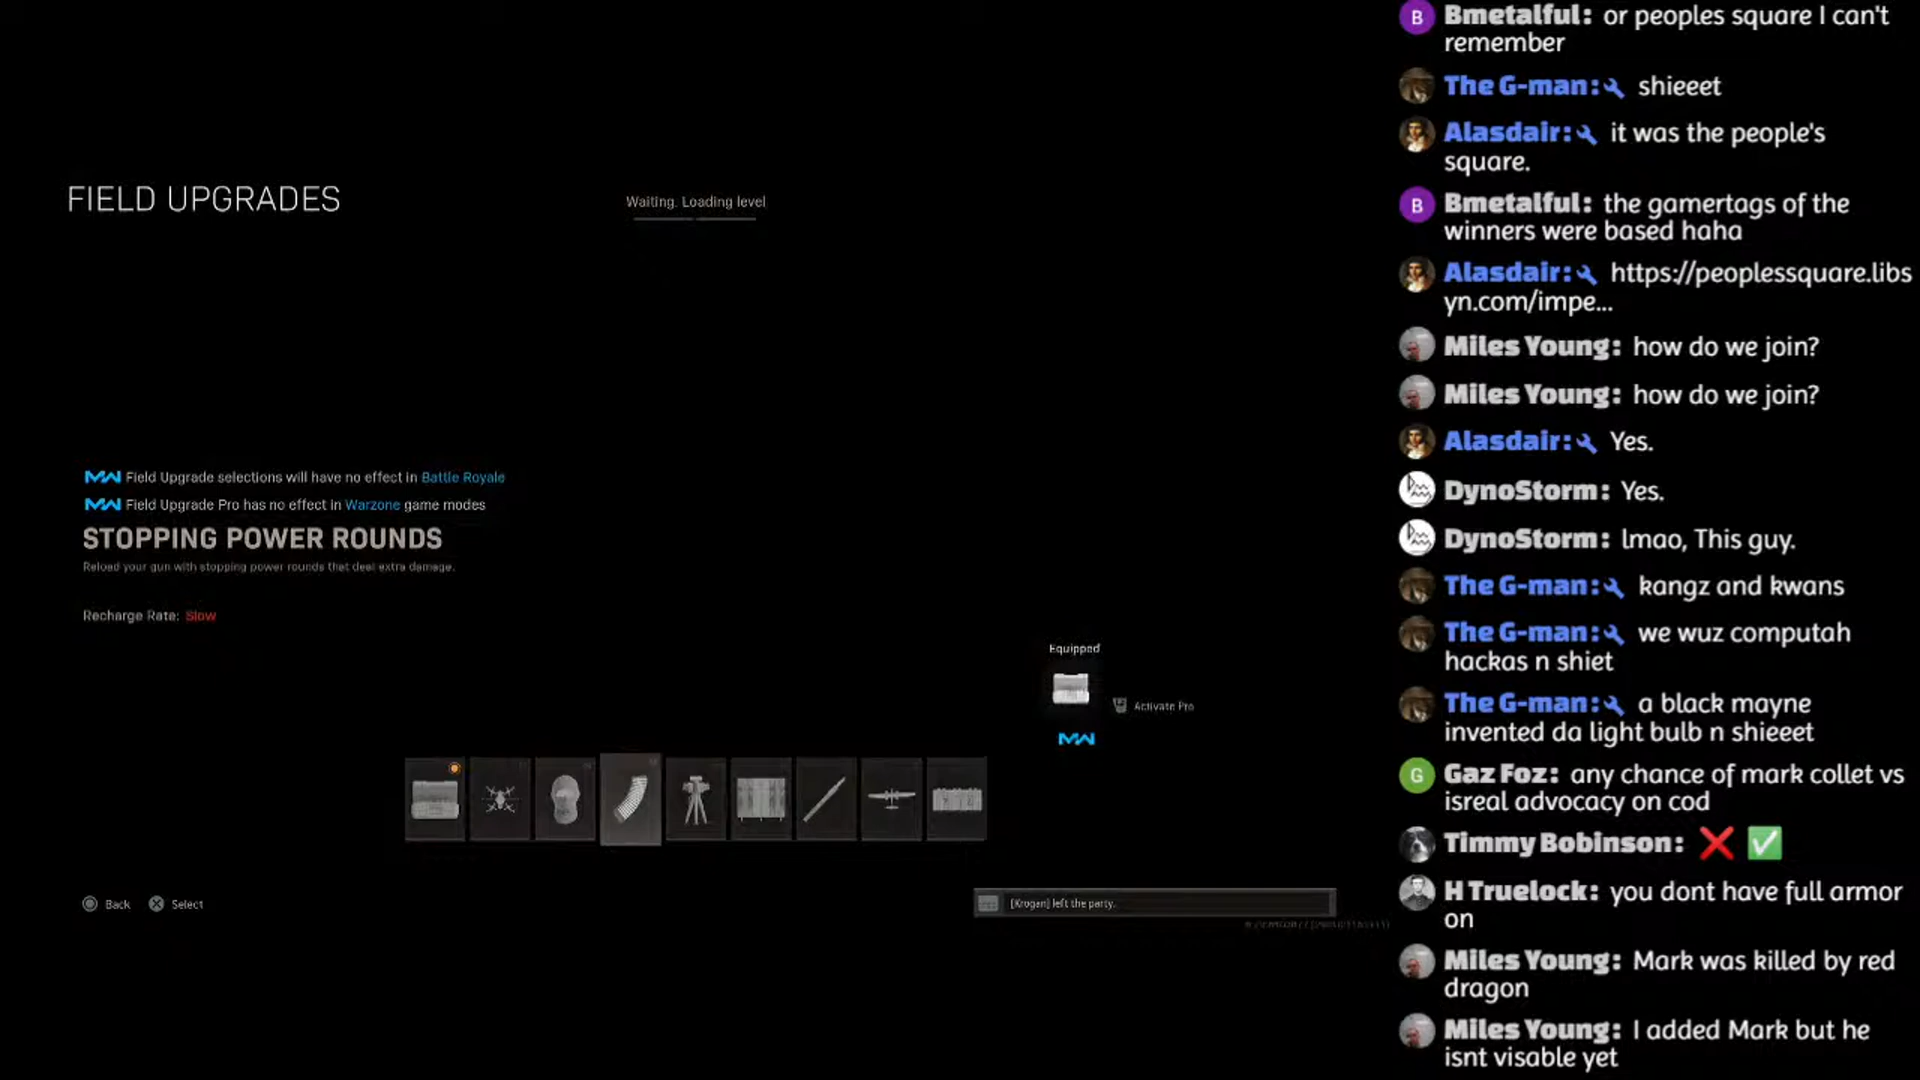 FIELD UPGRADES
Waiting. Loading level
MW Field Upgrade selections will have no effect in Battle Royale
MW Field Upgrade Pro has no effect in Warzone game modes
STOPPING POWER ROUNDS
Reload your gun with stopping power rounds that deal extra damage.
Recharge Rate: Slow
Equipped
Activate Pro
MW
Back
Select
[Krogan] left the party.
B
Bmetalful: or peoples square I can't
remember
The G-man: shieeet
Alasdair: it was the people's
square.
B
Bmetalful: the gamertags of the
winners were based haha
Alasdair: https://peoplessquare.libs
yn.com/impe...
Miles Young: how do we join?
Miles Young: how do we join?
Alasdair: Yes.
DynoStorm: Yes.
DynoStorm: lmao, This guy.
The G-man: kangz and kwans
The G-man: we wuz computah
hackas n shiet
The G-man: a black mayne
invented da light bulb n shieeet
G
Gaz Foz: any chance of mark collet vs
isreal advocacy on cod
Timmy Bobinson: ❌ ✅
H Truelock: you dont have full armor
on
Miles Young: Mark was killed by red
dragon
Miles Young: I added Mark but he
isnt visable yet